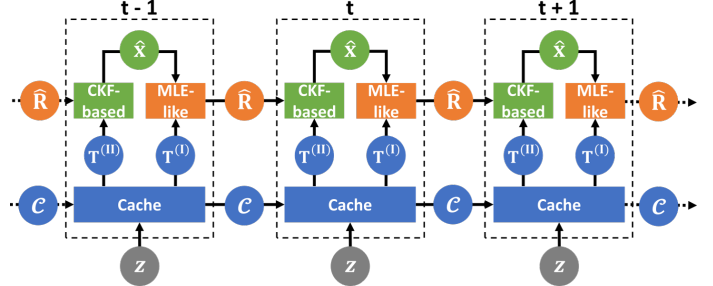 t - 1 t t + 1
x̂ x̂ x̂
R̂ CKF-based MLE-like R̂ CKF-based MLE-like R̂ CKF-based MLE-like R̂
T^(II) T^(I) T^(II) T^(I) T^(II) T^(I)
𝒞 Cache 𝒞 Cache 𝒞 Cache 𝒞
z z z